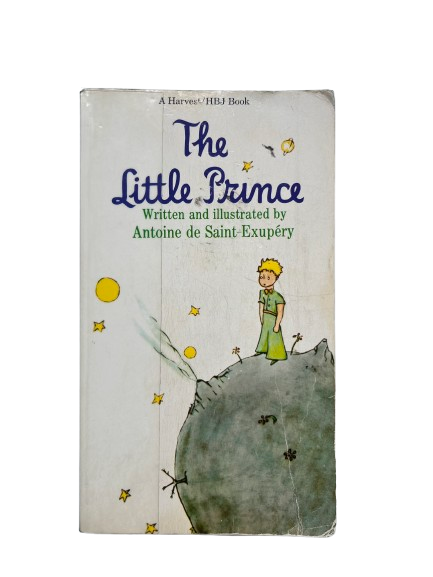 A Harvest/HBJ Book
The
Little Prince
Written and illustrated by
Antoine de Saint-Exupéry